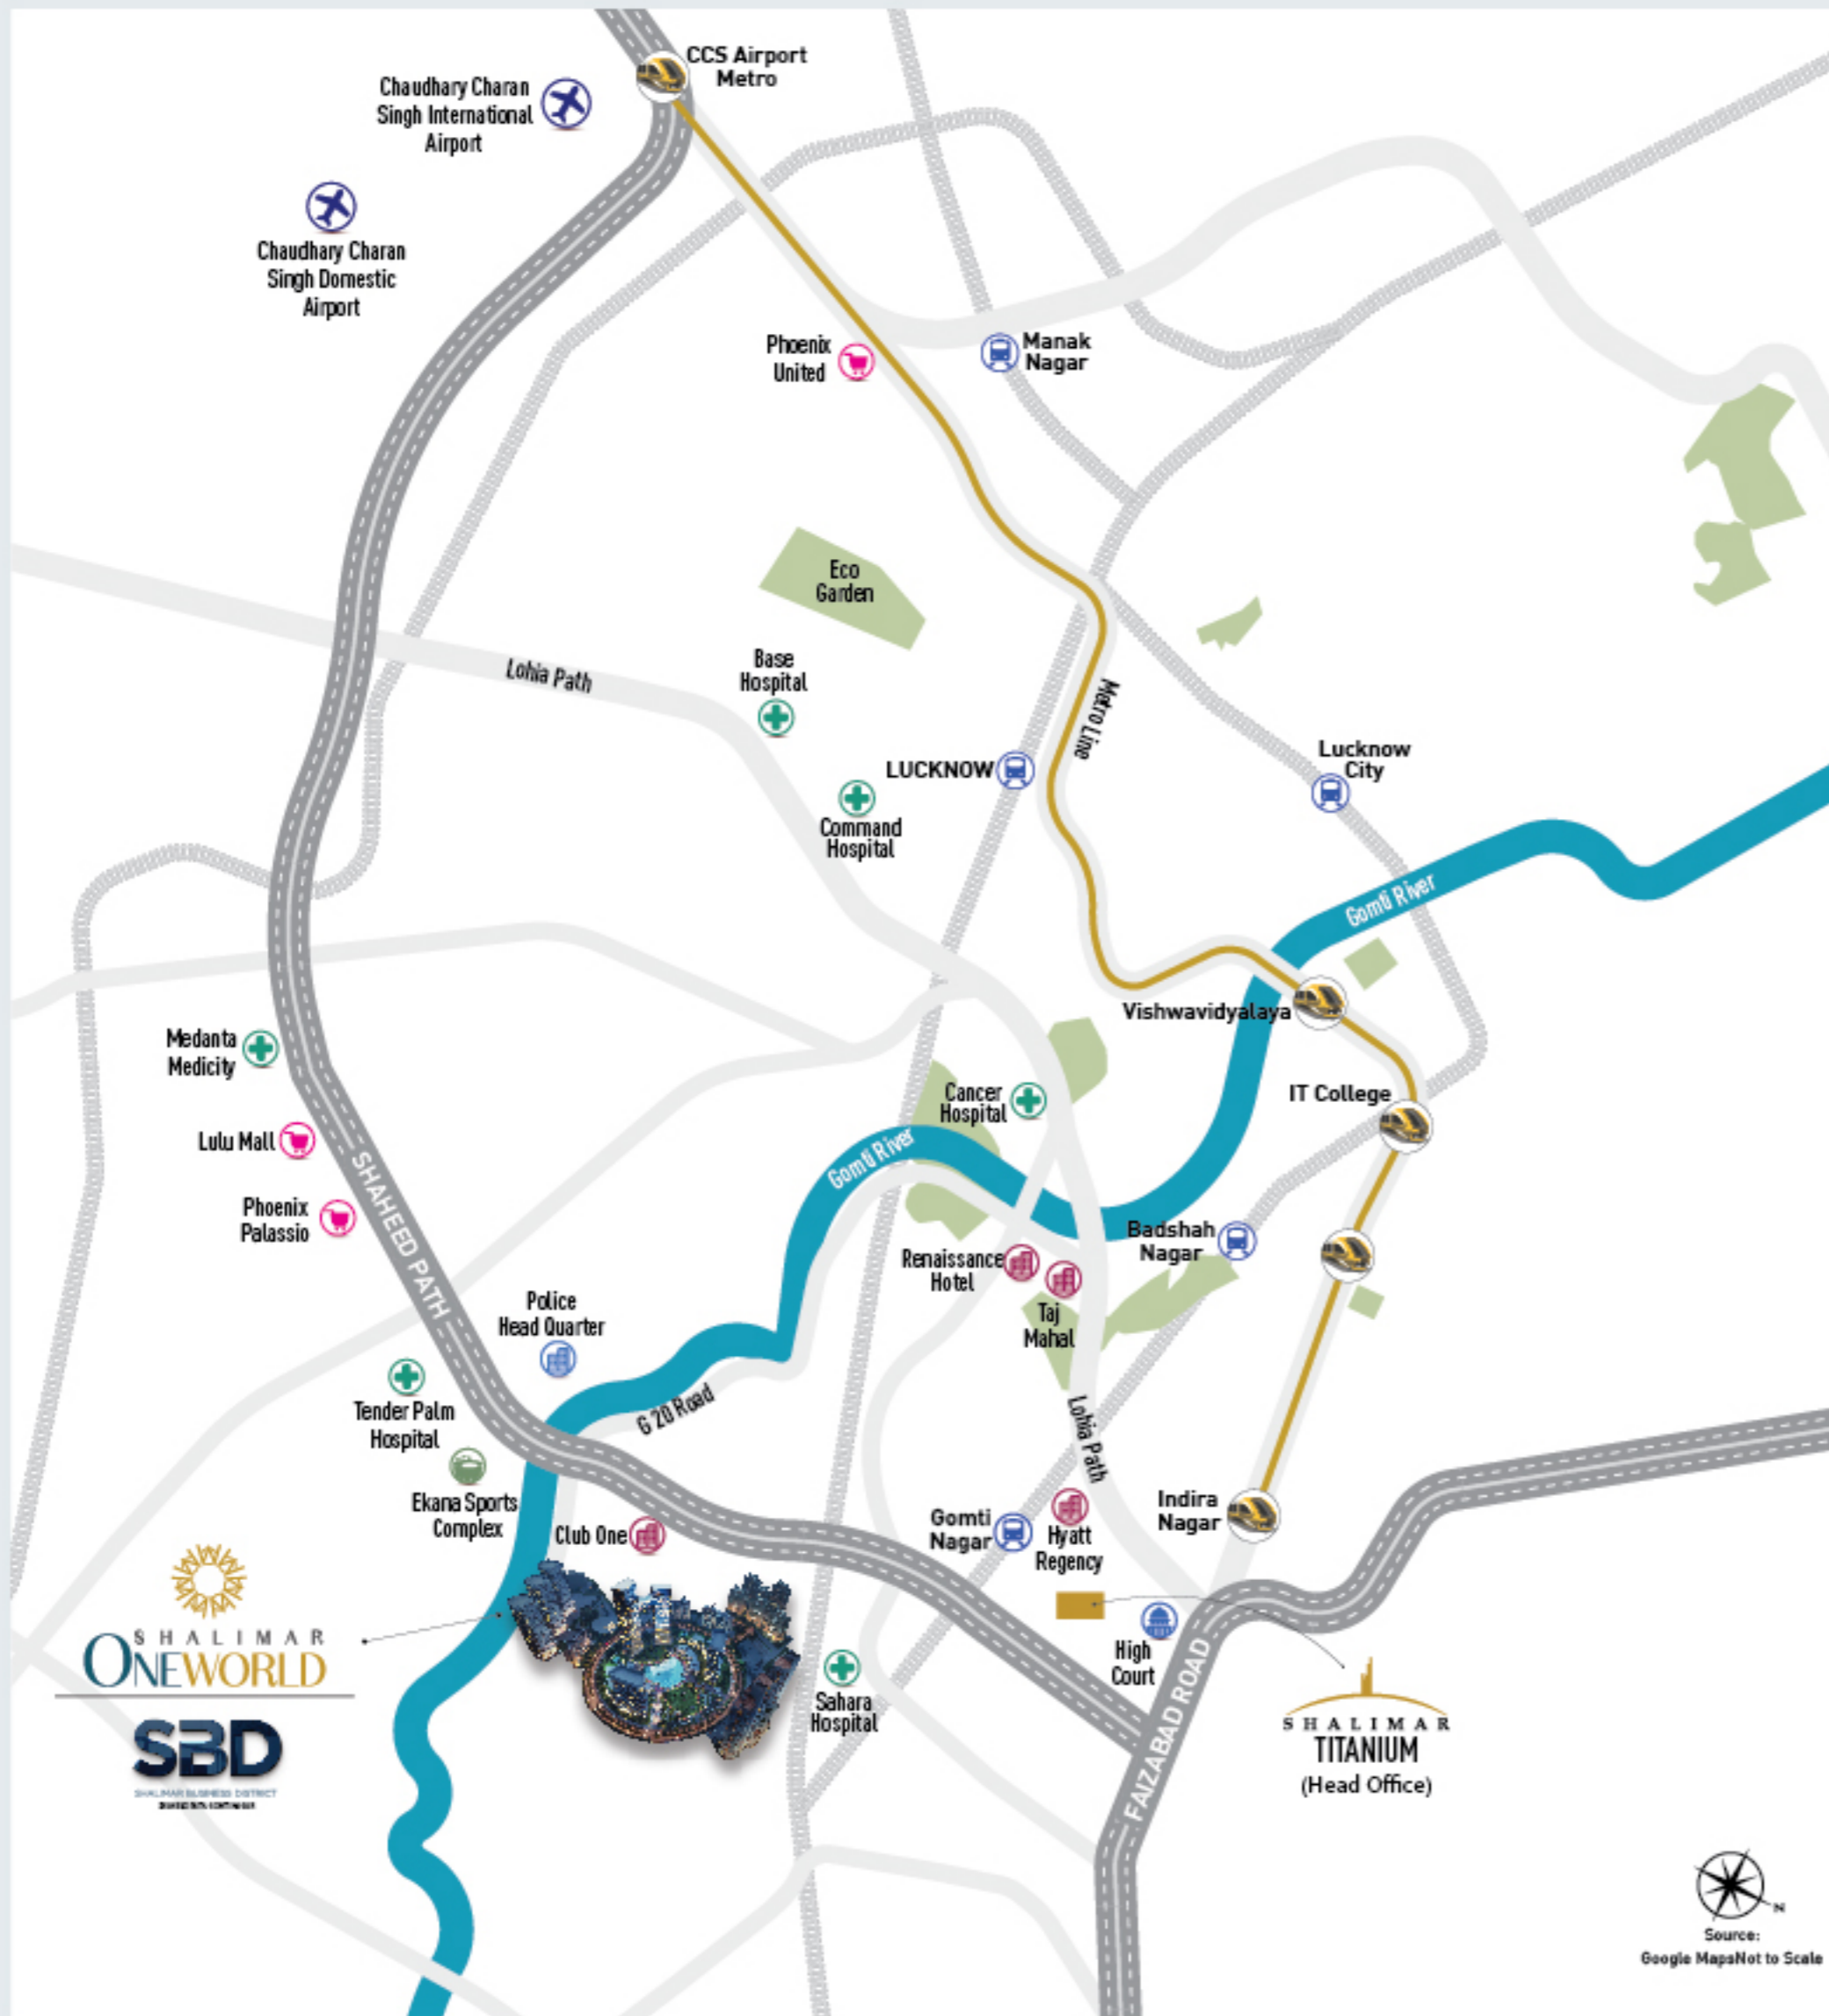 CCS Airport
Metro
Chaudhary Charan
Singh International
Airport
Chaudhary Charan
Singh Domestic
Airport
Phoenix
United
Manak
Nagar
Eco
Garden
Base
Hospital
Lohia Path
Metro Line
LUCKNOW
Lucknow
City
Command
Hospital
Gomti River
Vishwavidyalaya
Medanta
Medicity
IT College
Cancer
Hospital
Lulu Mall
Gomti River
Phoenix
Palassio
SHAHEED PATH
Badshah
Nagar
Renaissance
Hotel
Taj
Mahal
Police
Head Quarter
G 20 Road
Tender Palm
Hospital
Lohia Path
Ekana Sports
Complex
Club One
Gomti
Nagar
Hyatt
Regency
Indira
Nagar
SHALIMAR
ONEWORLD
High
Court
FAIZABAD ROAD
Sahara
Hospital
SBD
SHALIMAR BUSINESS DISTRICT
SHALIMAR
TITANIUM
(Head Office)
N
Source:
Google MapsNot to Scale